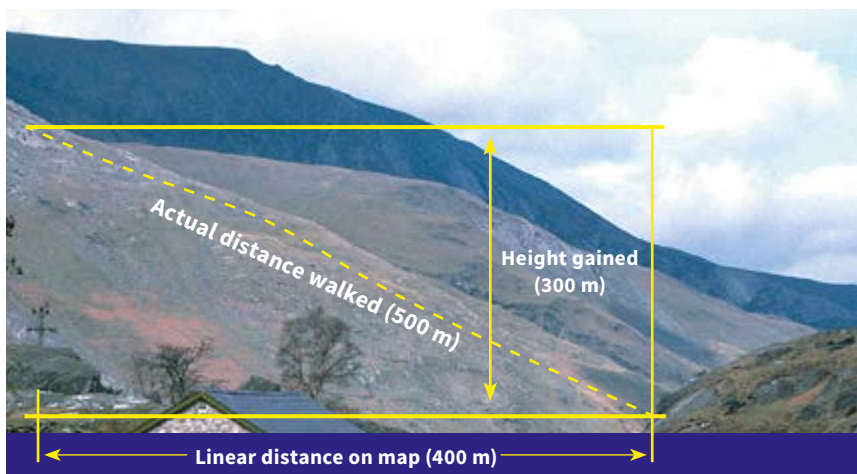 Actual distance walked (500 m)
Height gained
(300 m)
Linear distance on map (400 m)